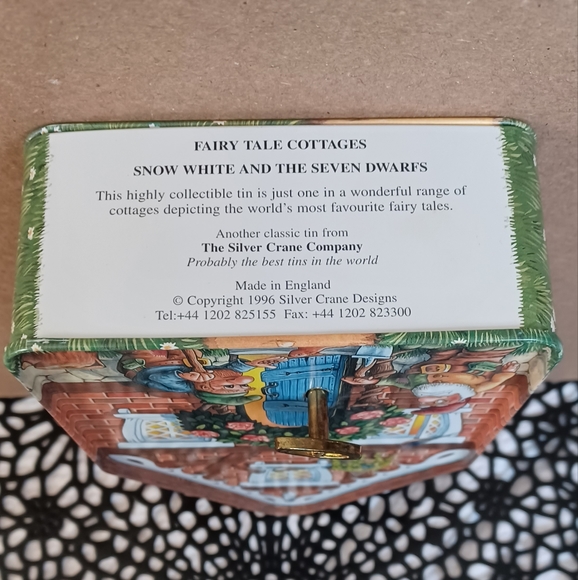 FAIRY TALE COTTAGES
SNOW WHITE AND THE SEVEN DWARFS
This highly collectible tin is just one in a wonderful range of
cottages depicting the world's most favourite fairy tales.
Another classic tin from
The Silver Crane Company
Probably the best tins in the world
Made in England
© Copyright 1996 Silver Crane Designs
Tel:+44 1202 825155 Fax: +44 1202 823300